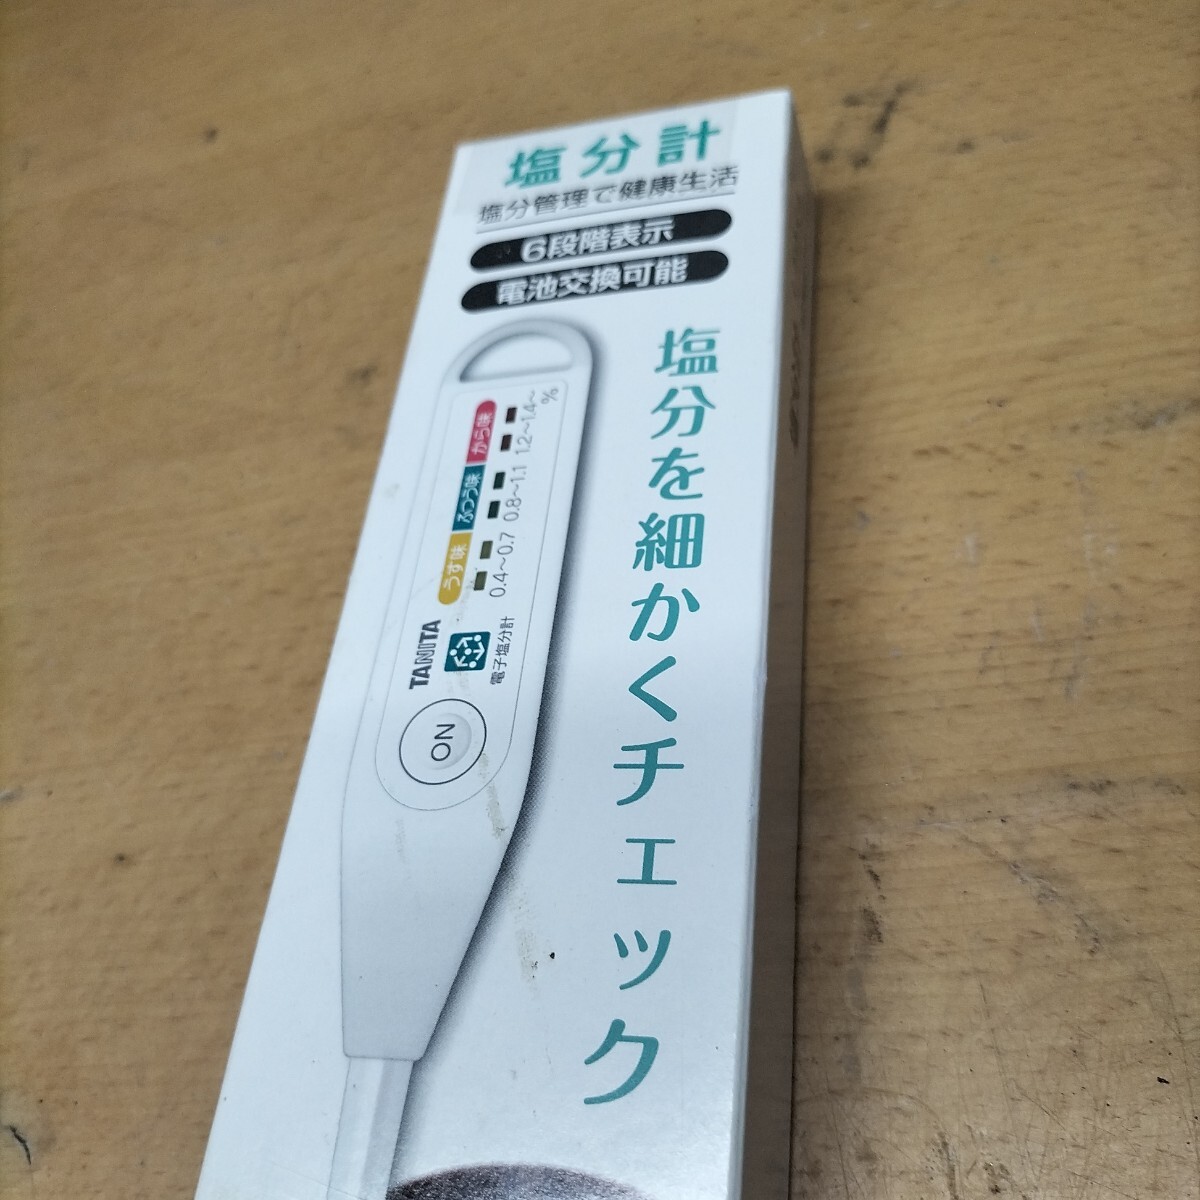 塩分計
塩分管理で健康生活
6段階表示
電池交換可能
塩分を細かくチェック
から味
ふつう味
うす味
1.2～1.4～
%
0.8～1.1
0.4～0.7
TANITA
電子塩分計
ON